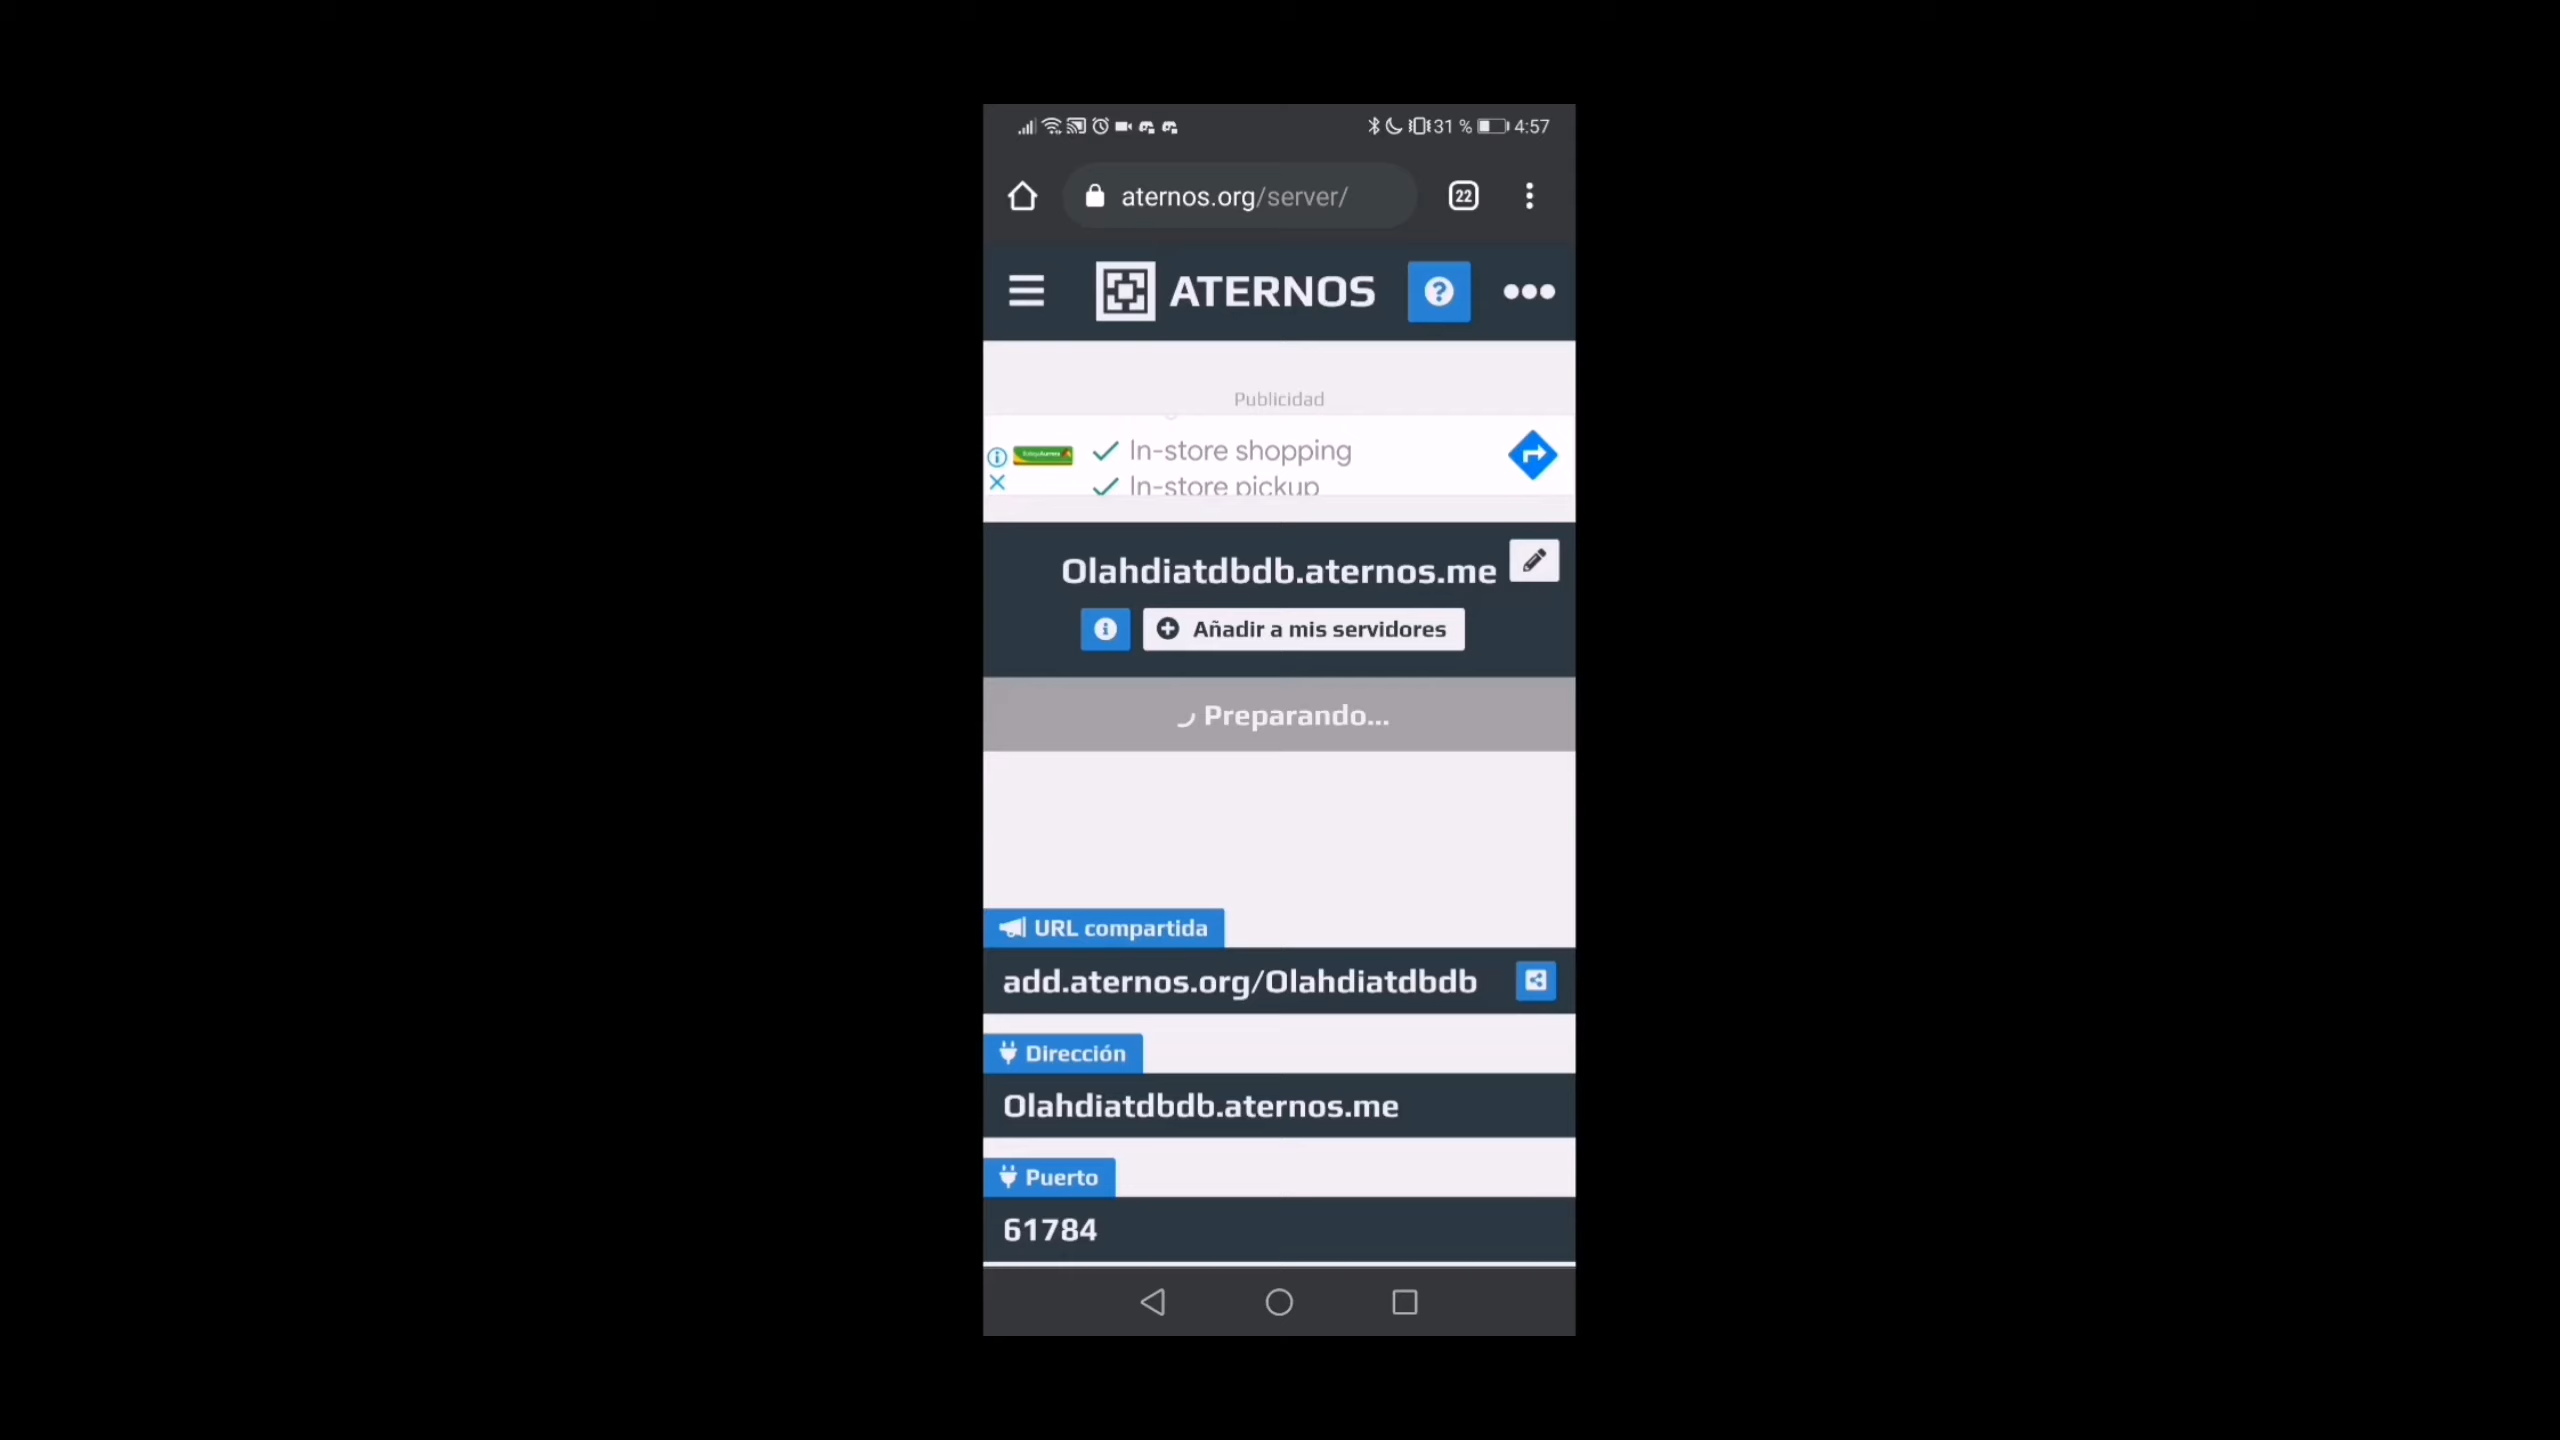 31 % 4:57
aternos.org/server/ 22
ATERNOS
Publicidad
In-store shopping
In-store pickup
Olahdiatdbdb.aternos.me
Añadir a mis servidores
Preparando...
URL compartida
add.aternos.org/Olahdiatdbdb
Dirección
Olahdiatdbdb.aternos.me
Puerto
61784